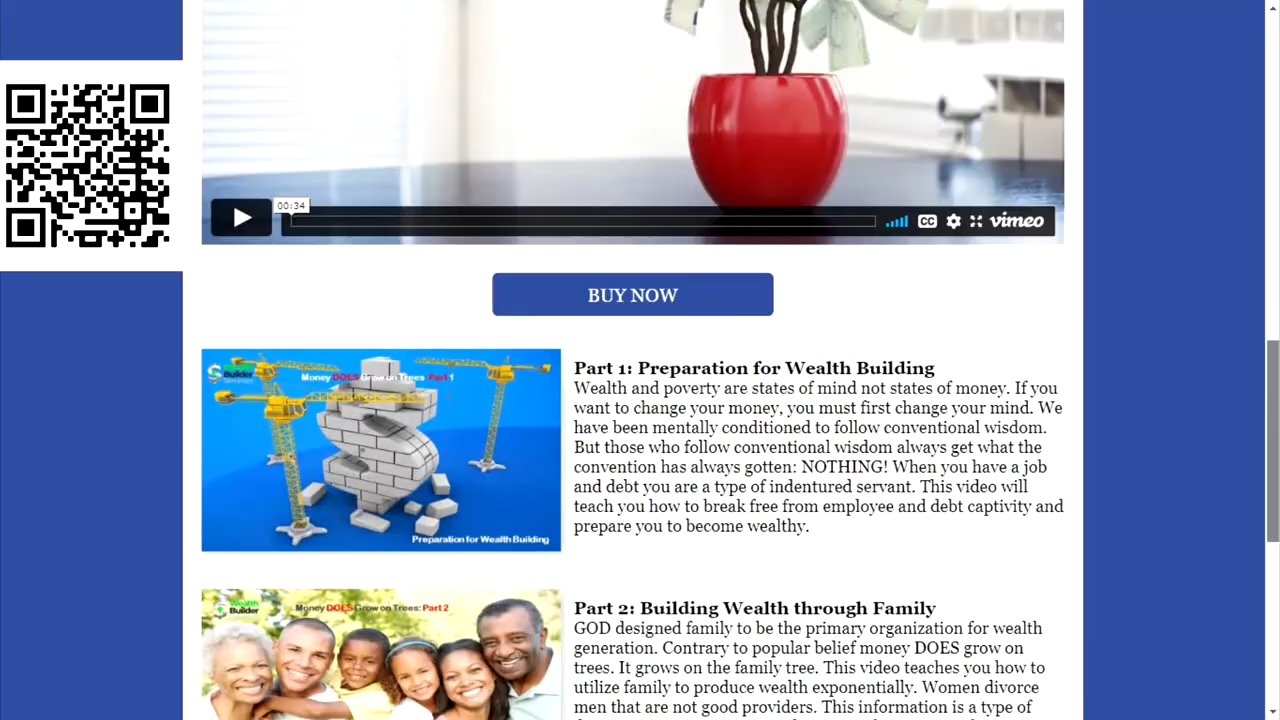 00:34
CC
vimeo
BUY NOW
Builder
Money DOES Grow on Trees: Part 1
Preparation for Wealth Building
Part 1: Preparation for Wealth Building
Wealth and poverty are states of mind not states of money. If you
want to change your money, you must first change your mind. We
have been mentally conditioned to follow conventional wisdom.
But those who follow conventional wisdom always get what the
convention has always gotten: NOTHING! When you have a job
and debt you are a type of indentured servant. This video will
teach you how to break free from employee and debt captivity and
prepare you to become wealthy.
Wealth
Builder
Money DOES Grow on Trees: Part 2
Part 2: Building Wealth through Family
GOD designed family to be the primary organization for wealth
generation. Contrary to popular belief money DOES grow on
trees. It grows on the family tree. This video teaches you how to
utilize family to produce wealth exponentially. Women divorce
men that are not good providers. This information is a type of